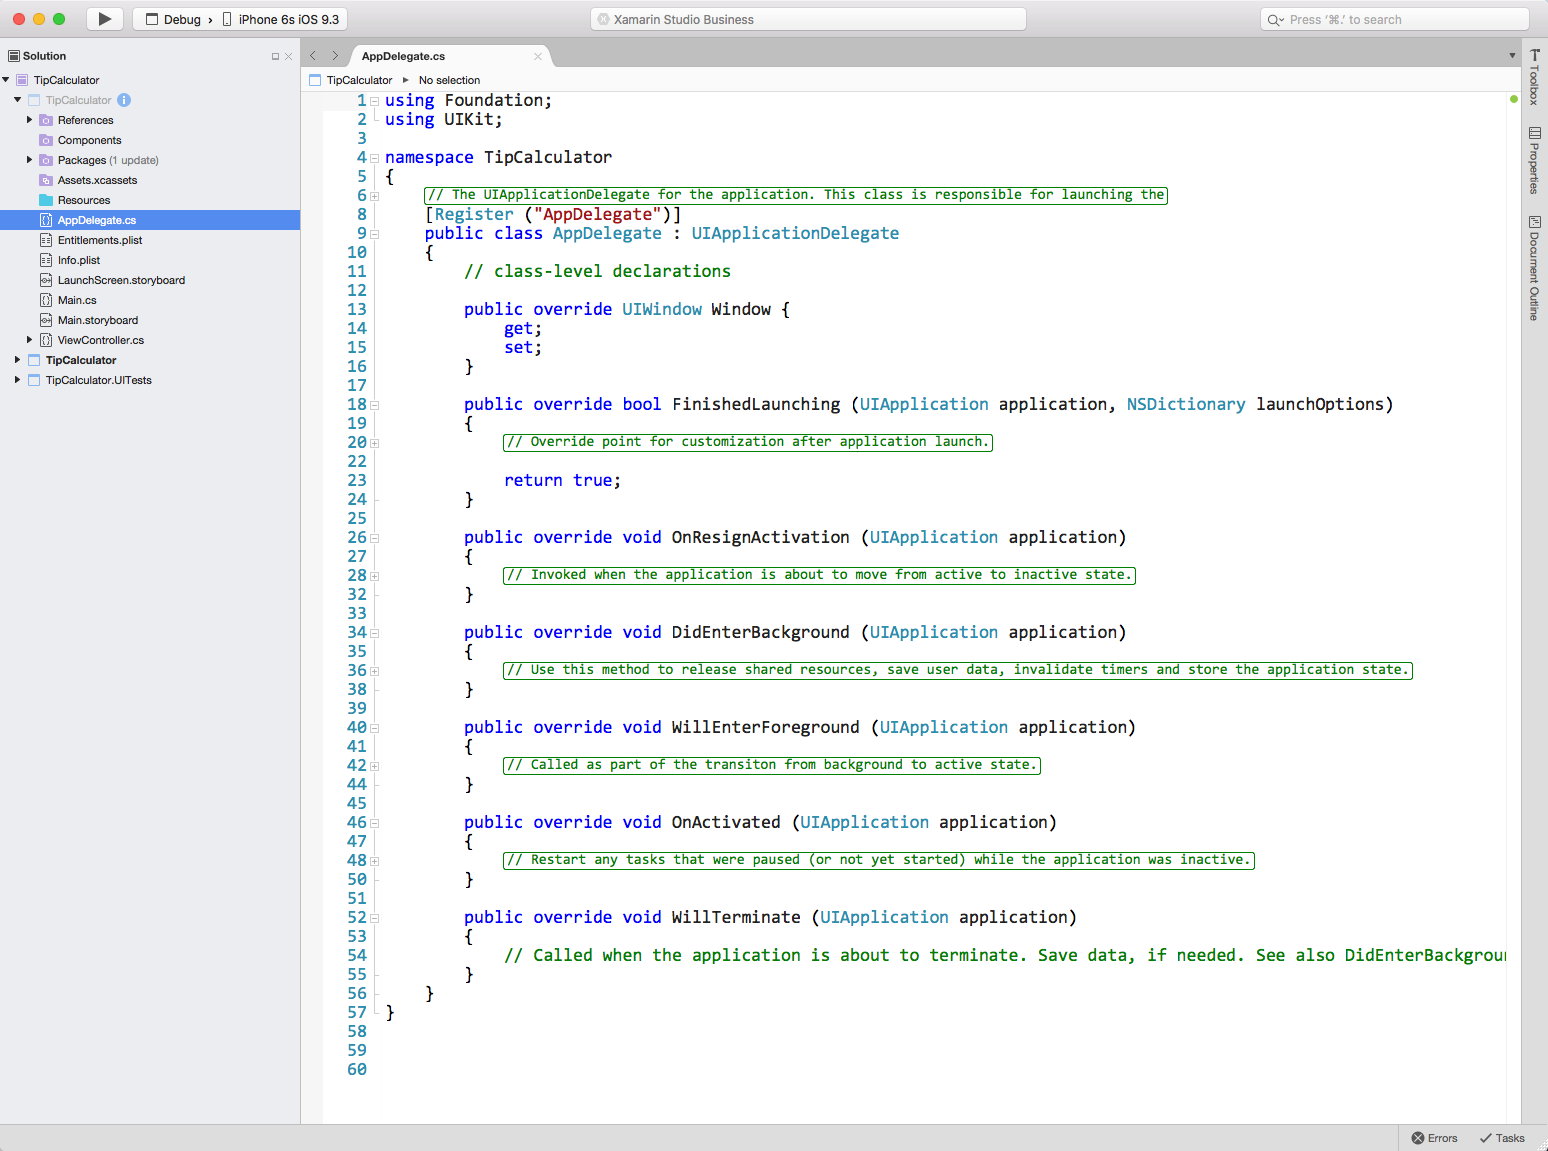 Debug › iPhone 6s iOS 9.3
Xamarin Studio Business
Press ‘⌘.’ to search
Solution
TipCalculator
TipCalculator
References
Components
Packages (1 update)
Assets.xcassets
Resources
AppDelegate.cs
Entitlements.plist
Info.plist
LaunchScreen.storyboard
Main.cs
Main.storyboard
ViewController.cs
TipCalculator
TipCalculator.UITests
AppDelegate.cs
TipCalculator ▸ No selection
1 using Foundation;
2 using UIKit;
3
4 namespace TipCalculator
5 {
6 // The UIApplicationDelegate for the application. This class is responsible for launching the
8 [Register ("AppDelegate")]
9 public class AppDelegate : UIApplicationDelegate
10 {
11 // class-level declarations
12
13 public override UIWindow Window {
14 get;
15 set;
16 }
17
18 public override bool FinishedLaunching (UIApplication application, NSDictionary launchOptions)
19 {
20 // Override point for customization after application launch.
22
23 return true;
24 }
25
26 public override void OnResignActivation (UIApplication application)
27 {
28 // Invoked when the application is about to move from active to inactive state.
32 }
33
34 public override void DidEnterBackground (UIApplication application)
35 {
36 // Use this method to release shared resources, save user data, invalidate timers and store the application state.
38 }
39
40 public override void WillEnterForeground (UIApplication application)
41 {
42 // Called as part of the transiton from background to active state.
44 }
45
46 public override void OnActivated (UIApplication application)
47 {
48 // Restart any tasks that were paused (or not yet started) while the application was inactive.
50 }
51
52 public override void WillTerminate (UIApplication application)
53 {
54 // Called when the application is about to terminate. Save data, if needed. See also DidEnterBackgrou
55 }
56 }
57 }
58
59
60
Toolbox
Properties
Document Outline
Errors
Tasks